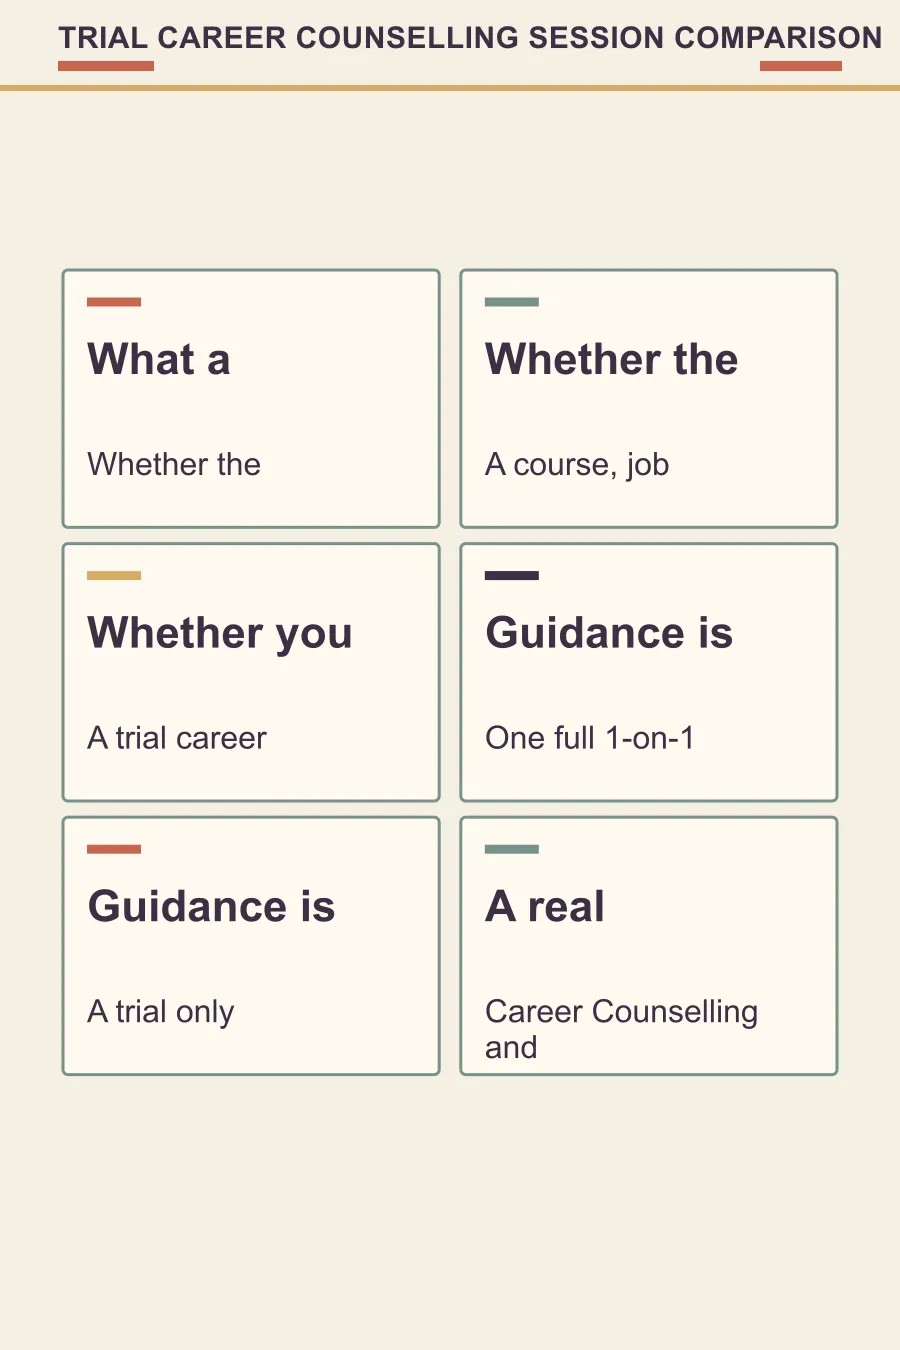 TRIAL CAREER COUNSELLING SESSION COMPARISON
What a
Whether the
Whether the
A course, job
Whether you
A trial career
Guidance is
One full 1-on-1
Guidance is
A trial only
A real
Career Counselling
and